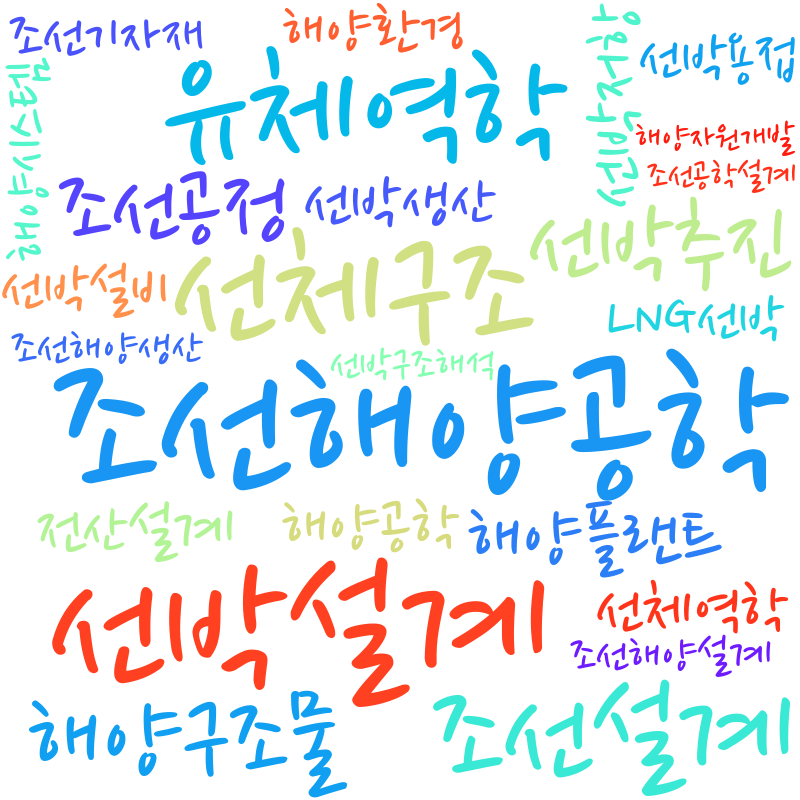 조선기자재
해양환경
선박저항
선박용접
유체역학
해양시스템
해양자원개발
조선공학설계
조선공정
선박생산
선박추진
선체구조
선박설비
LNG선박
조선해양생산
선박구조해석
조선해양공학
전산설계
해양공학
해양플랜트
선박설계
선체역학
조선해양설계
해양구조물
조선설계